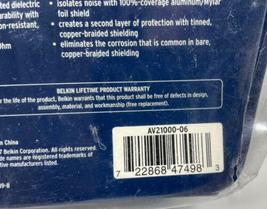 ted dielectric
rability with
on-resistant,
Ohm
• isolates noise with 100%-coverage aluminum/Mylar
foil shield
• creates a second layer of protection with tinned,
copper-braided shielding
• eliminates the corrosion that is common in bare,
copper-braided shielding
BELKIN LIFETIME PRODUCT WARRANTY
for the life of the product, Belkin warrants that this product shall be free of defects in design,
assembly, material, and workmanship (free replacement).
n China
Belkin Corporation. All rights reserved.
de names are registered trademarks of
tive manufacturers listed.
AV21000-06
7 22868 47498 3